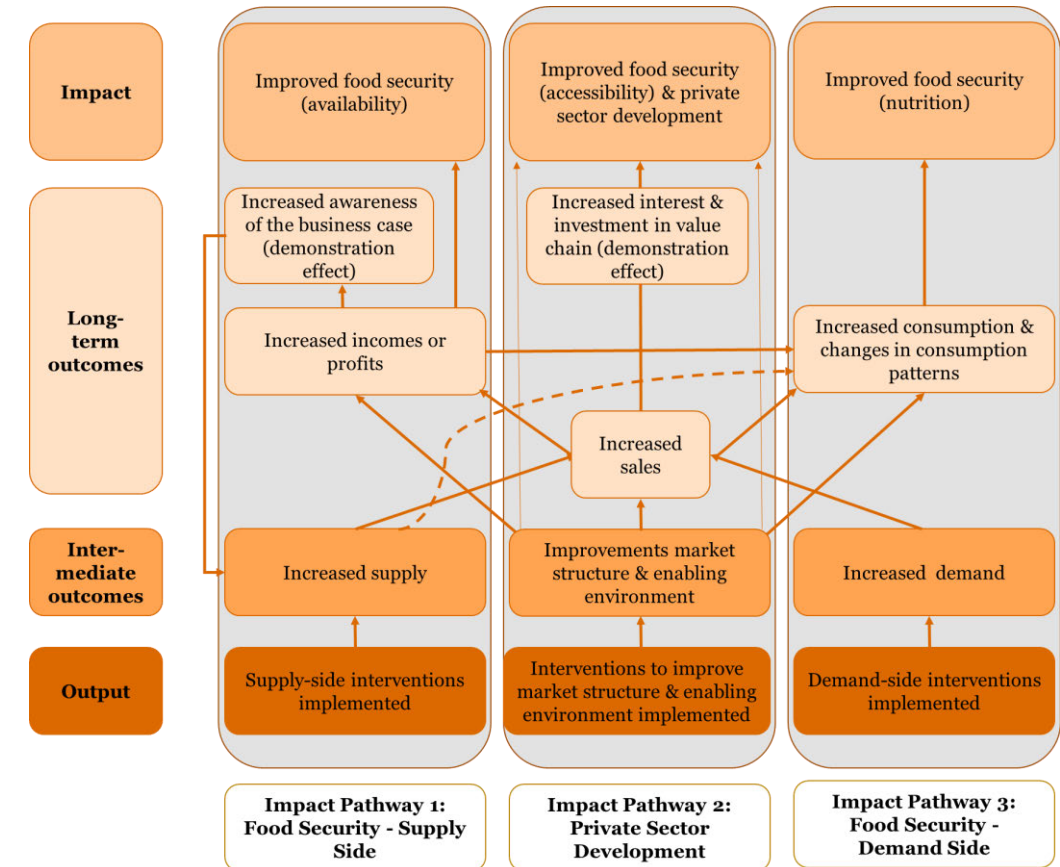 Impact
Improved food security
(availability)
Improved food security
(accessibility) & private
sector development
Improved food security
(nutrition)
Long-
term
outcomes
Increased awareness
of the business case
(demonstration
effect)
Increased interest &
investment in value
chain (demonstration
effect)
Increased incomes or
profits
Increased consumption &
changes in consumption
patterns
Increased
sales
Inter-
mediate
outcomes
Increased supply
Improvements market
structure & enabling
environment
Increased demand
Output
Supply-side interventions
implemented
Interventions to improve
market structure & enabling
environment implemented
Demand-side interventions
implemented
Impact Pathway 1:
Food Security - Supply
Side
Impact Pathway 2:
Private Sector
Development
Impact Pathway 3:
Food Security -
Demand Side